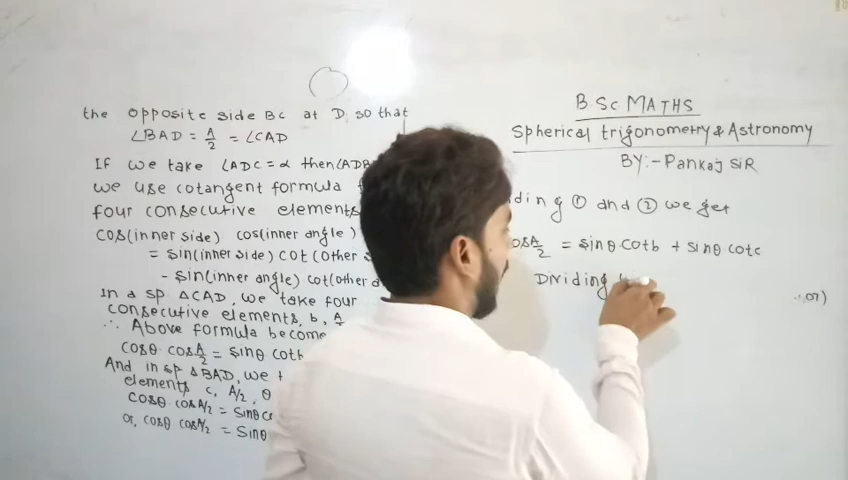 the opposite side BC at D, so that
∠BAD = A/2 = ∠CAD
If we take ∠ADC = α then ∠ADB
we use cotangent formula
four consecutive elements
cos(inner side) cos(inner angle)
= sin(inner side) cot(other
- sin(inner angle) cot(other
In a sp. ΔCAD, we take four
consecutive elements, b, A/
∴ Above formula become
cosθ. cosA/2 = sinθ cotb
And in sp ΔBAD, we t
elements c, A/2, θ
cosθ. cosA/2 = sinθ co
or, cosθ cosA/2 = sinθ
B.Sc MATHS
Spherical trigonometry & Astronomy
BY:- Pankaj SIR
ding ① and ② we get
osA/2 = sinθ.cotb + sinθ.cotc
Dividing